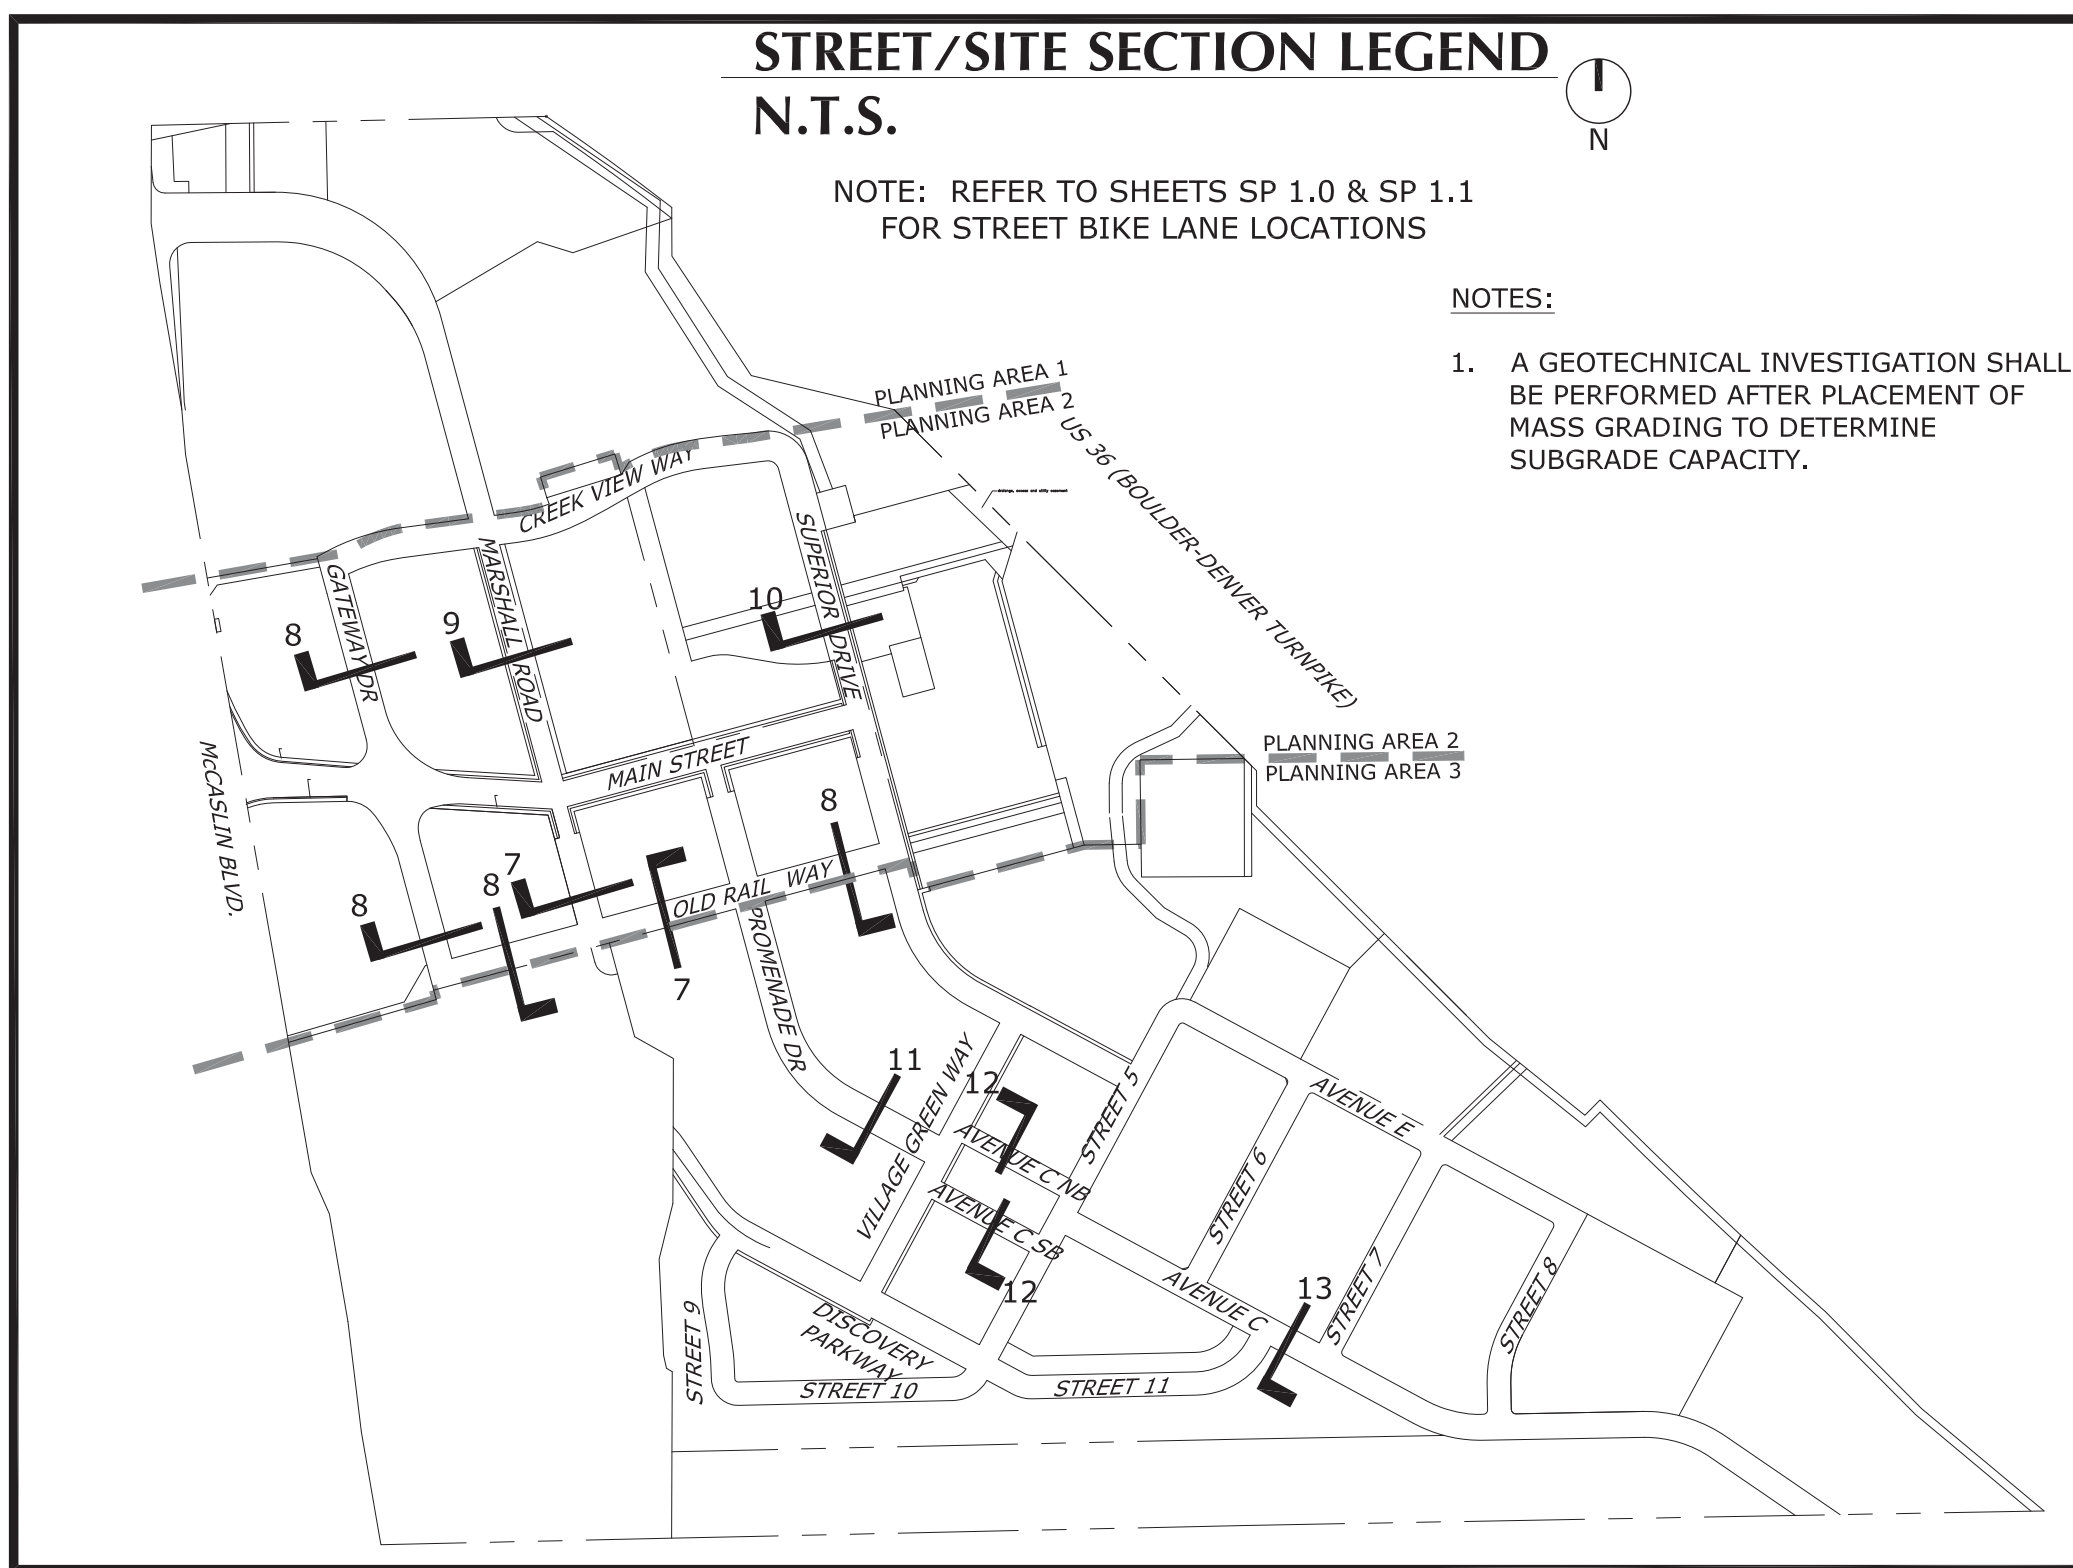 STREET/SITE SECTION LEGEND
N.T.S.
N
NOTE: REFER TO SHEETS SP 1.0 & SP 1.1
FOR STREET BIKE LANE LOCATIONS
NOTES:
1. A GEOTECHNICAL INVESTIGATION SHALL
BE PERFORMED AFTER PLACEMENT OF
MASS GRADING TO DETERMINE
SUBGRADE CAPACITY.
PLANNING AREA 1
PLANNING AREA 2
US 36 (BOULDER-DENVER TURNPIKE)
CREEK VIEW WAY
drainage, access and utility easement
SUPERIOR DRIVE
MARSHALL ROAD
GATEWAY DR
10
9
8
McCASLIN BLVD.
MAIN STREET
PLANNING AREA 2
PLANNING AREA 3
8
7
8
8
OLD RAIL WAY
7
PROMENADE DR
11
VILLAGE GREEN WAY
12
STREET 5
AVENUE E
AVENUE C NB
AVENUE C SB
STREET 6
12
AVENUE C
13
STREET 7
STREET 8
STREET 9
DISCOVERY
PARKWAY
STREET 10
STREET 11